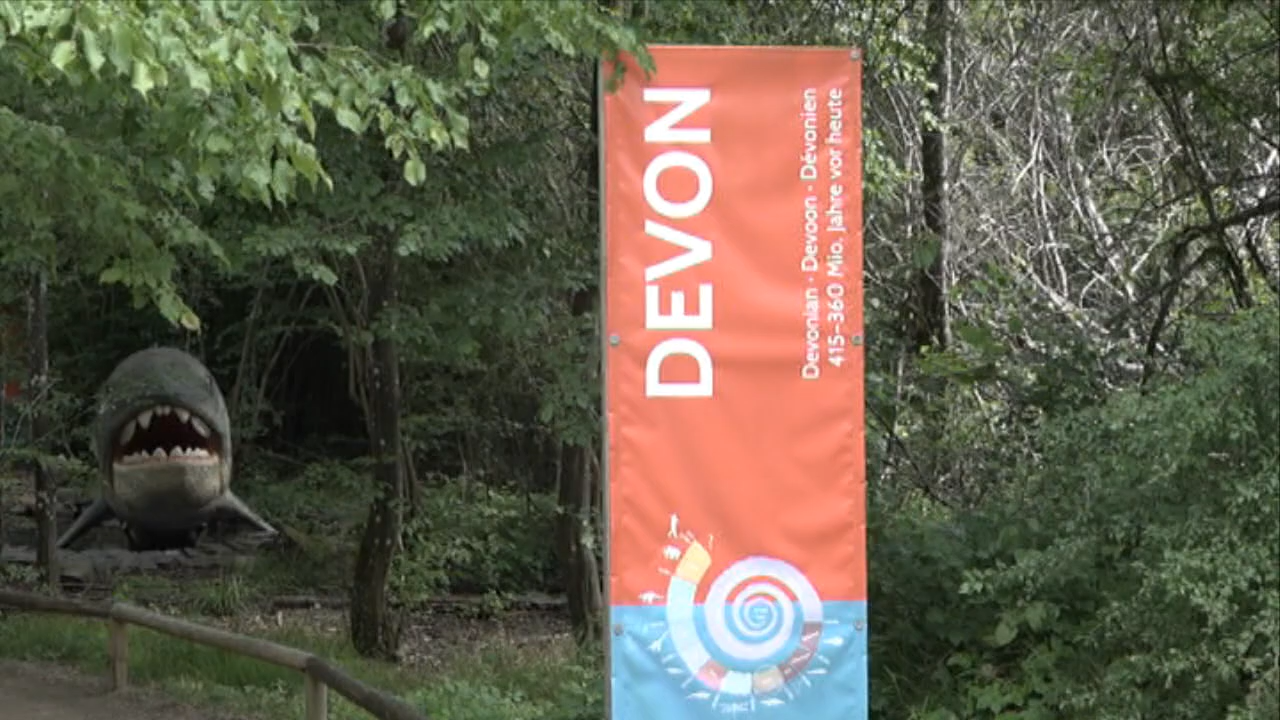 DEVON
Devonian · Devoon · Dévonien
415–360 Mio. Jahre vor heute